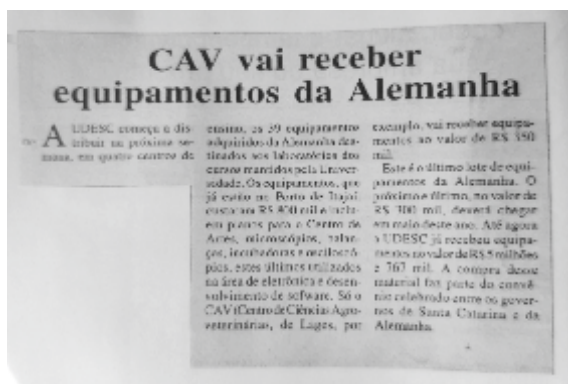 CAV vai receber
equipamentos da Alemanha
A UDESC começa a dis-
tribuir na próxima se-
mana, em quatro centros de
ensino, os 39 equipamentos
adquiridos da Alemanha des-
tinados aos laboratórios dos
cursos mantidos pela Univer-
sidade. Os equipamentos, que
já estão no Porto de Itajaí,
custaram R$ 800 mil e inclu-
em pianos para o Centro de
Artes, microscópios, balan-
ças, incubadoras e osciloscó-
pios, estes últimos utilizados
na área de eletrônica e desen-
volvimento de sofware. Só o
CAV (Centro de Ciências Agro-
veterinárias), de Lages, por
exemplo, vai receber equipa-
mentos no valor de R$ 350
mil.
Este é o último lote de equi-
pamentos da Alemanha. O
próximo e último, no valor de
R$ 300 mil, deverá chegar
em maio deste ano. Até agora
a UDESC já recebeu equipa-
mentos no valor de R$ 5 milhões
e 767 mil. A compra desse
material faz parte do convê-
nio celebrado entre os gover-
nos de Santa Catarina e da
Alemanha.